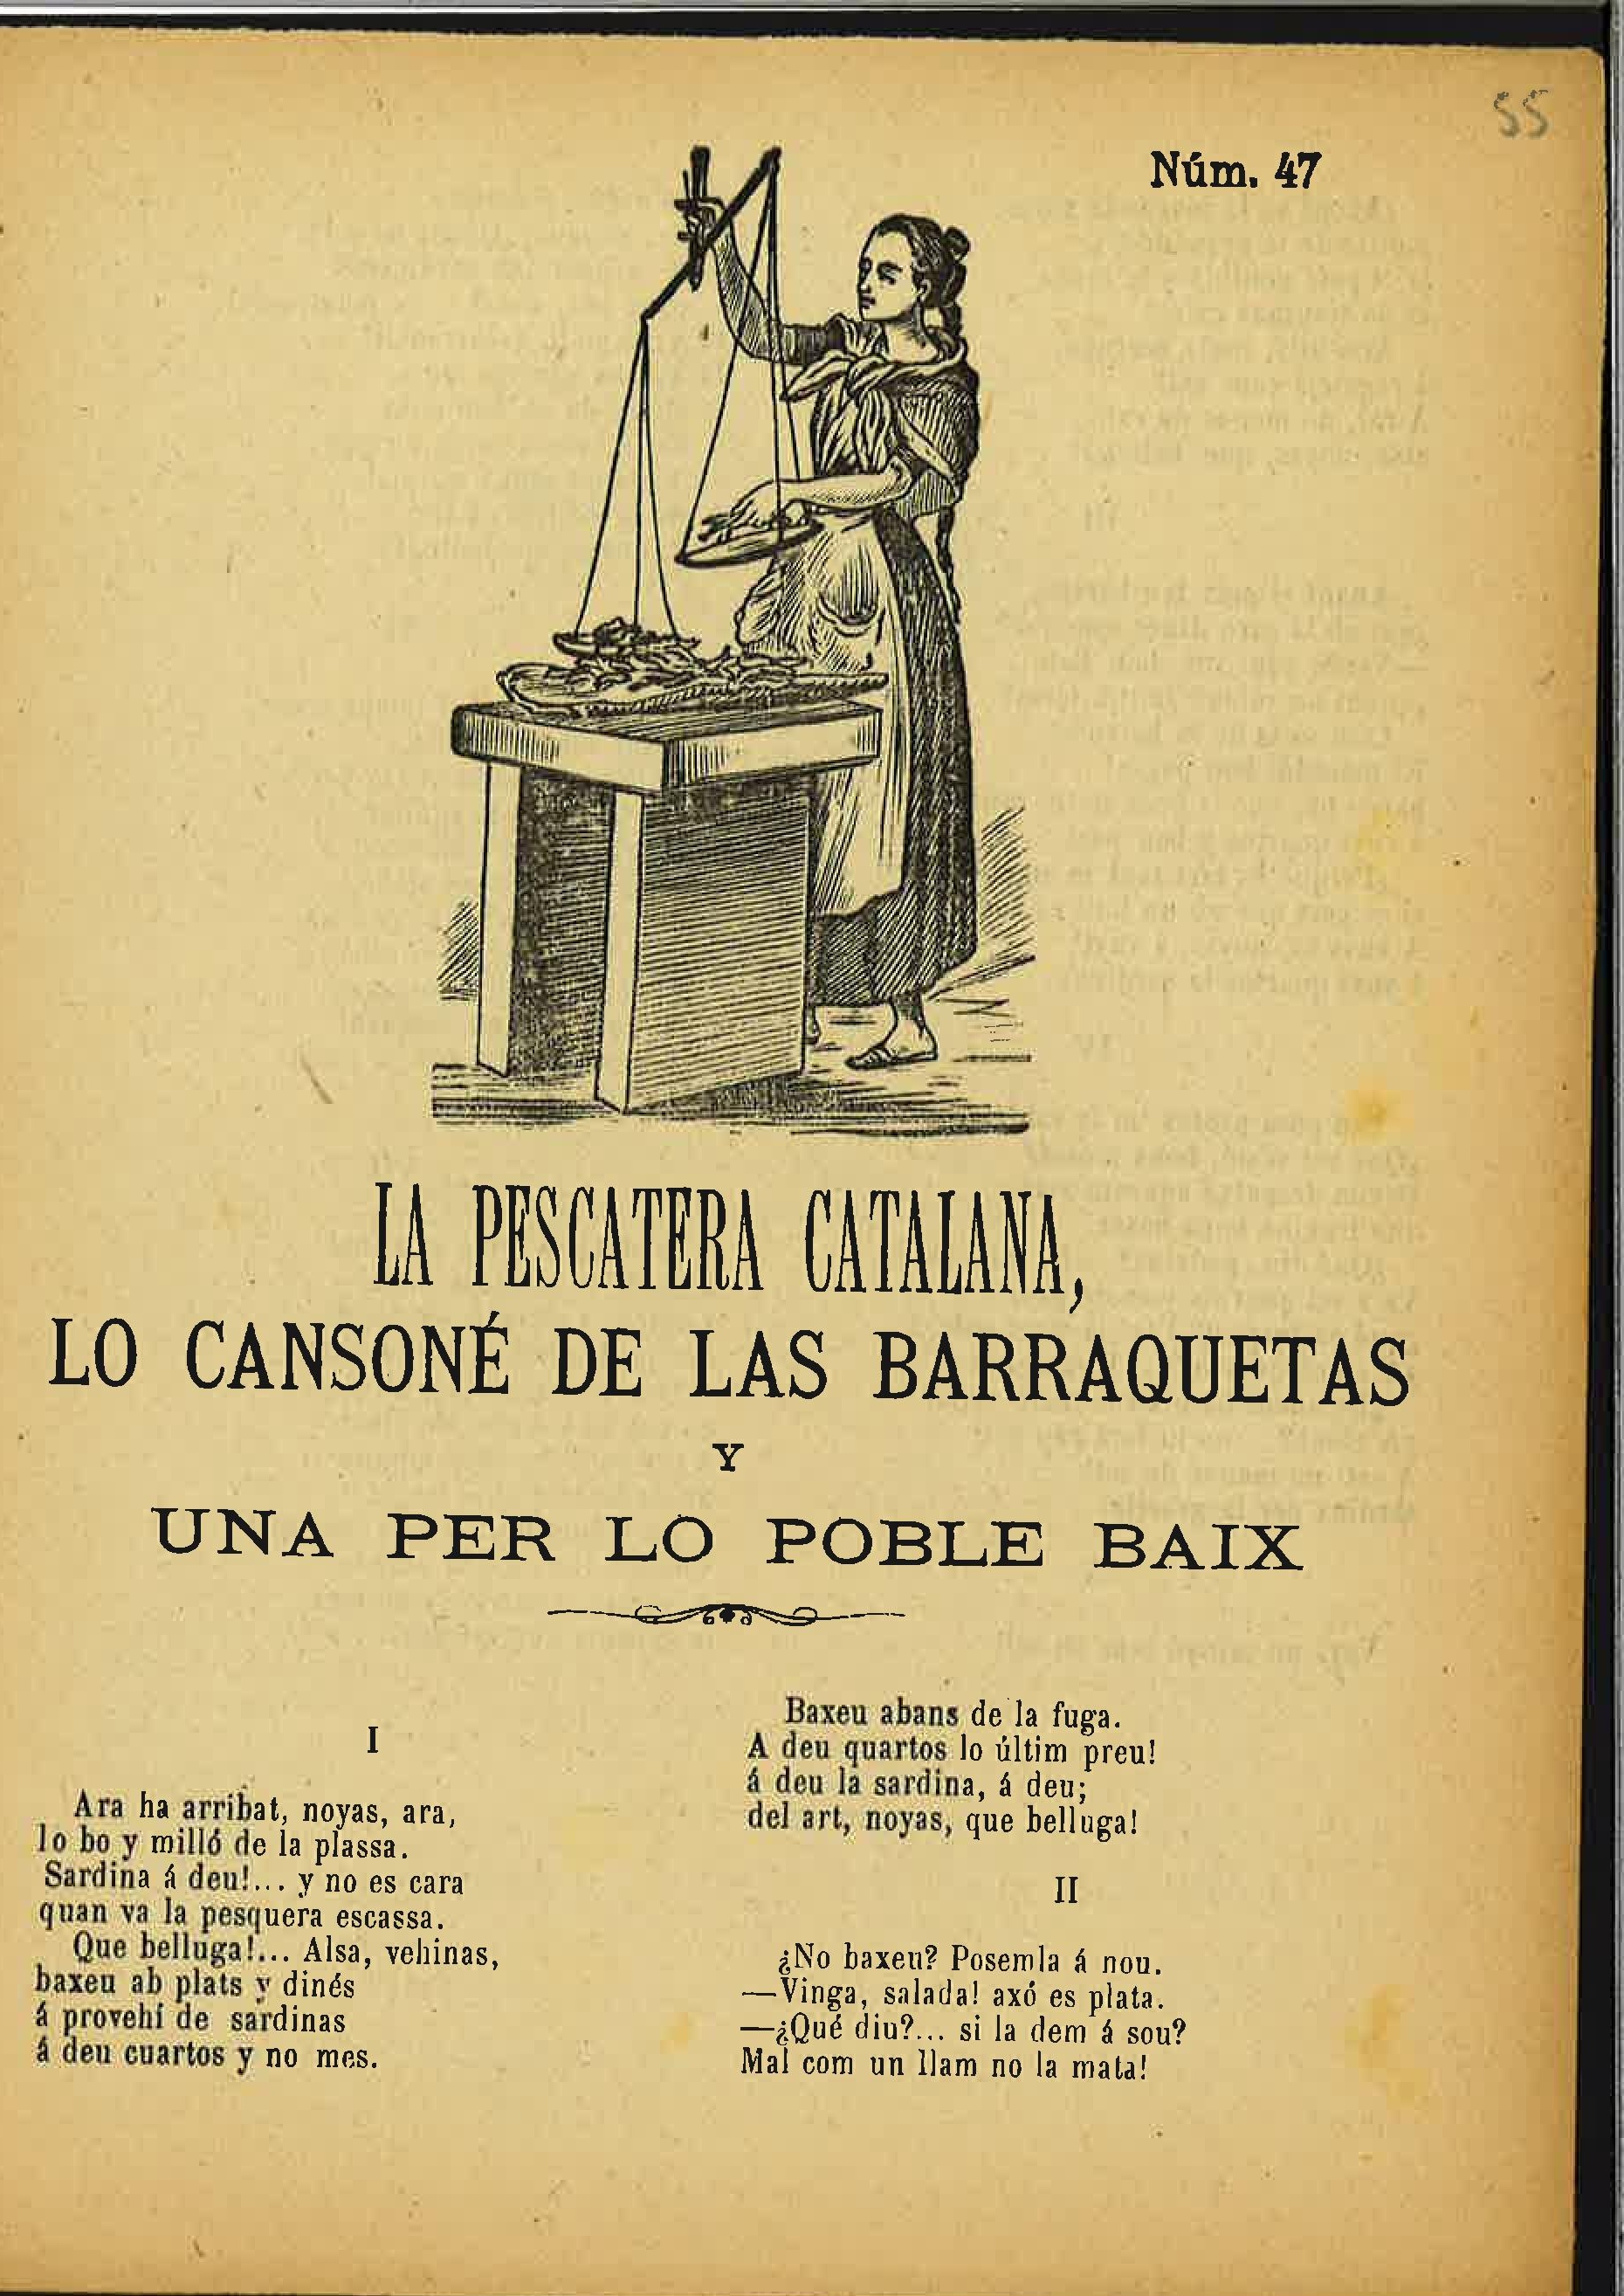 55
Núm. 47
LA PESCATERA CATALANA,
LO CANSONÉ DE LAS BARRAQUETAS
Y
UNA PER LO POBLE BAIX
I
Ara ha arribat, noyas, ara,
lo bo y milló de la plassa.
Sardina á deu!... y no es cara
quan va la pesquera escassa.
Que belluga!... Alsa, vehinas,
baxeu ab plats y dinés
á provehí de sardinas
á deu cuartos y no mes.
Baxeu abans de la fuga.
A deu quartos lo últim preu!
á deu la sardina, á deu;
del art, noyas, que belluga!
II
¿No baxeu? Posemla á nou.
—Vinga, salada! axó es plata.
—¿Qué diu?... si la dem á sou?
Mal com un llam no la mata!